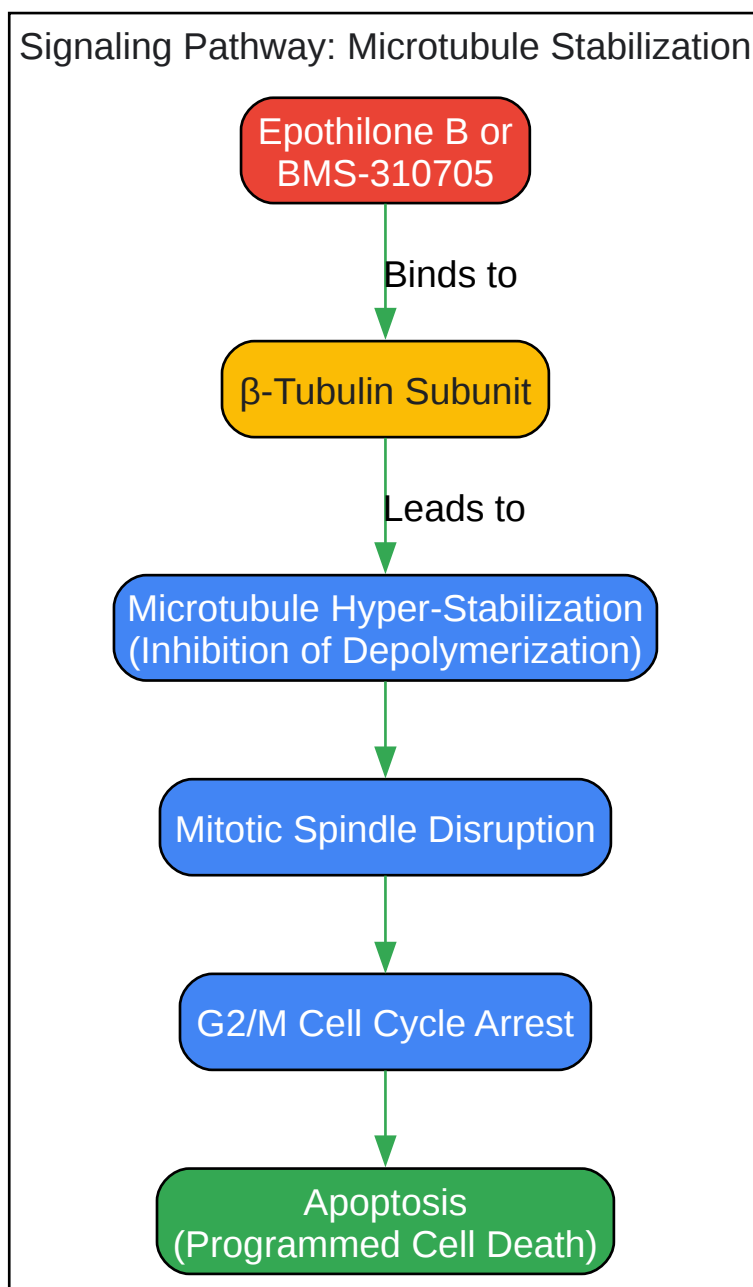 Signaling Pathway: Microtubule Stabilization
Epothilone B or
BMS-310705
Binds to
β-Tubulin Subunit
Leads to
Microtubule Hyper-Stabilization
(Inhibition of Depolymerization)
Mitotic Spindle Disruption
G2/M Cell Cycle Arrest
Apoptosis
(Programmed Cell Death)